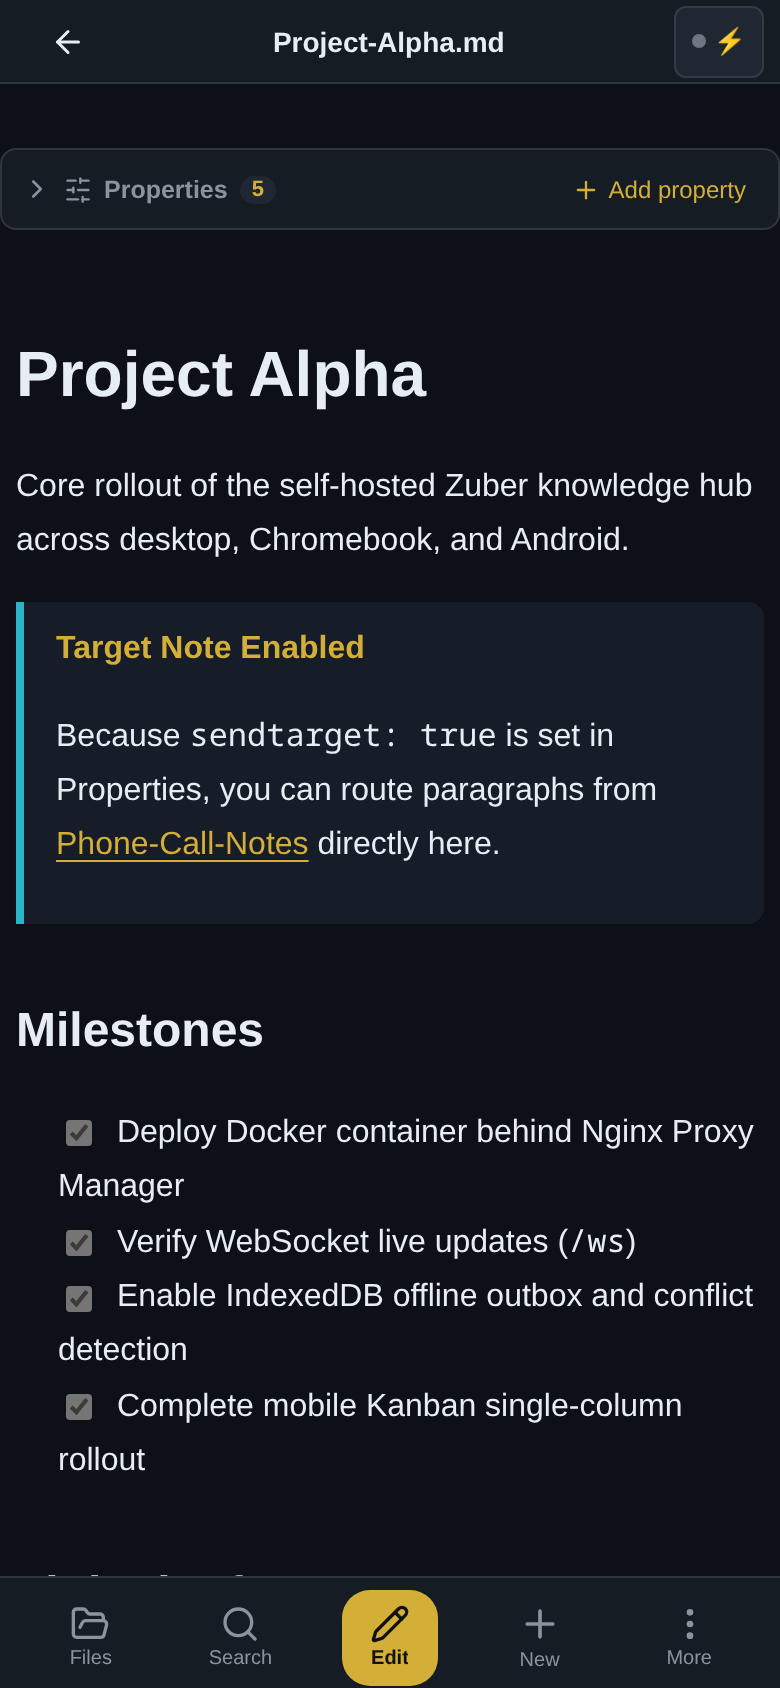 Project-Alpha.md
Properties 5
Add property
Project Alpha
Core rollout of the self-hosted Zuber knowledge hub
across desktop, Chromebook, and Android.
Target Note Enabled
Because sendtarget: true is set in
Properties, you can route paragraphs from
Phone-Call-Notes directly here.
Milestones
Deploy Docker container behind Nginx Proxy
Manager
Verify WebSocket live updates (/ws)
Enable IndexedDB offline outbox and conflict
detection
Complete mobile Kanban single-column
rollout
Files
Search
Edit
New
More